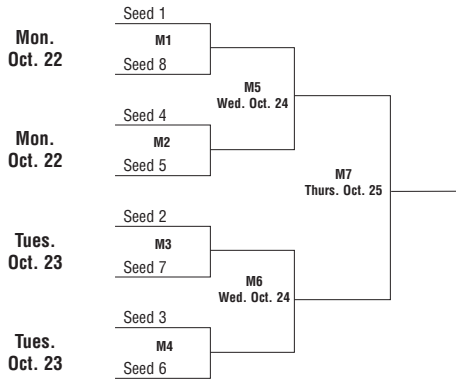 Seed 1
Mon.
Oct. 22
M1
Seed 8
M5
Wed. Oct. 24
Seed 4
Mon.
Oct. 22
M2
Seed 5
M7
Thurs. Oct. 25
Seed 2
Tues.
Oct. 23
M3
Seed 7
M6
Wed. Oct. 24
Seed 3
Tues.
Oct. 23
M4
Seed 6